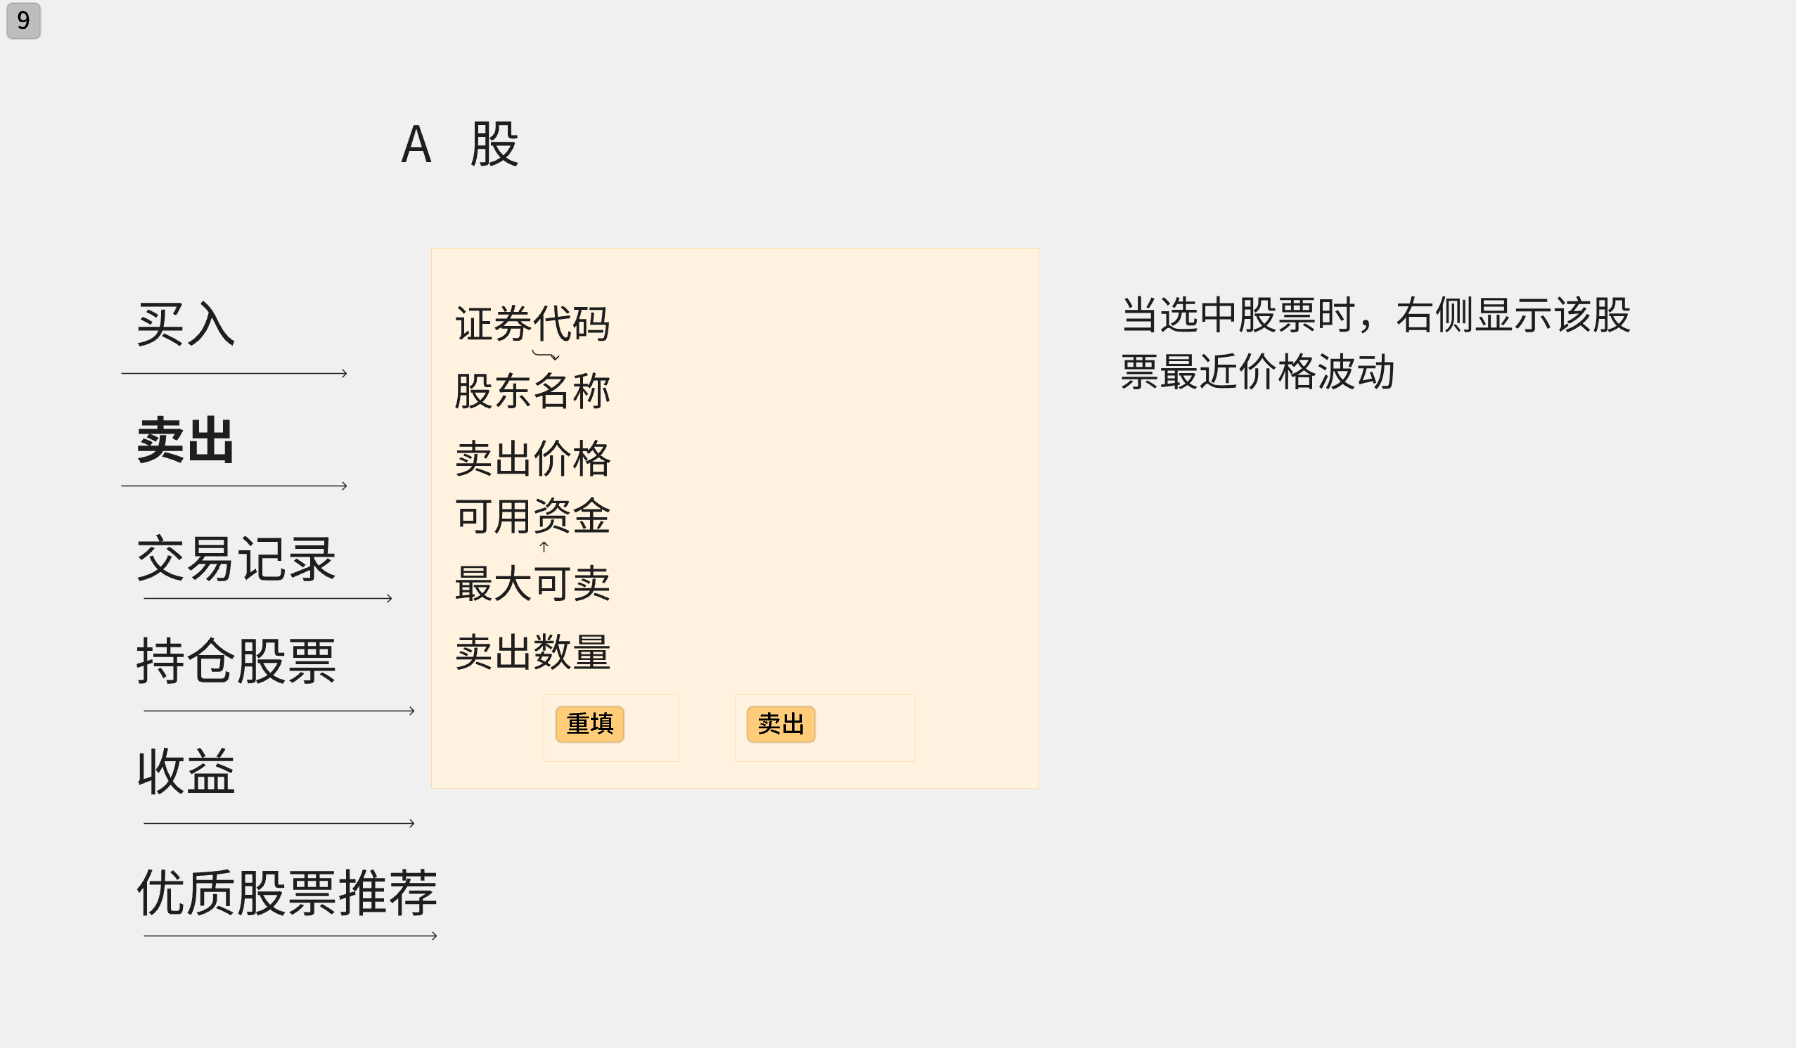 9
A 股
买入
卖出
交易记录
持仓股票
收益
优质股票推荐
证券代码
股东名称
卖出价格
可用资金
最大可卖
卖出数量
重填
卖出
当选中股票时，右侧显示该股
票最近价格波动